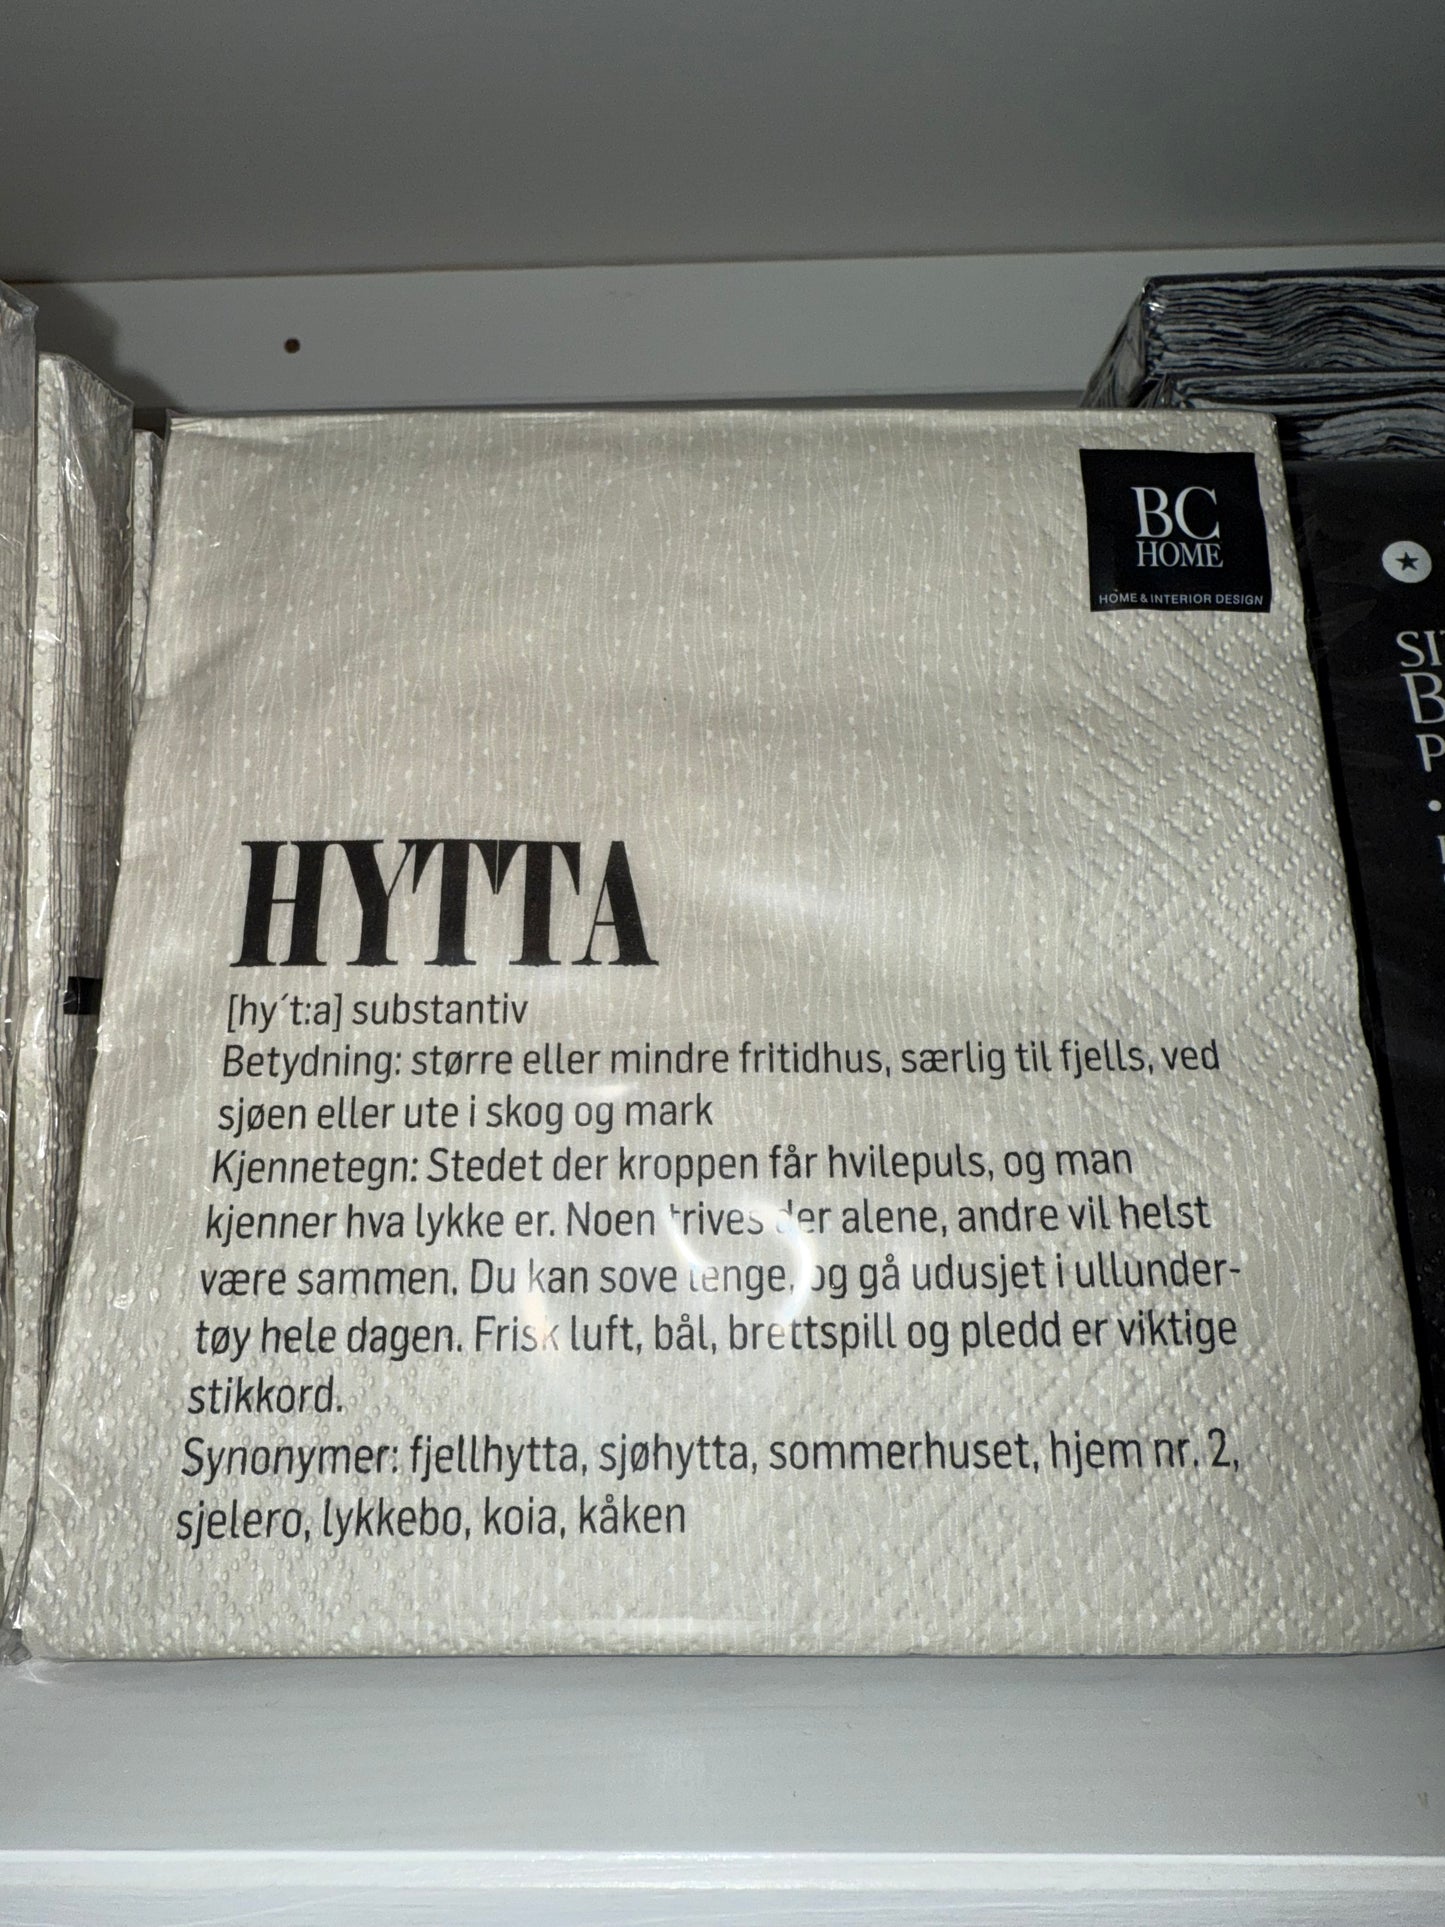 BC
HOME
HOME & INTERIOR DESIGN
HYTTA
[hy´t:a] substantiv
Betydning: større eller mindre fritidhus, særlig til fjells, ved
sjøen eller ute i skog og mark
Kjennetegn: Stedet der kroppen får hvilepuls, og man
kjenner hva lykke er. Noen trives der alene, andre vil helst
være sammen. Du kan sove lenge, og gå udusjet i ullunder-
tøy hele dagen. Frisk luft, bål, brettspill og pledd er viktige
stikkord.
Synonymer: fjellhytta, sjøhytta, sommerhuset, hjem nr. 2,
sjelero, lykkebo, koia, kåken